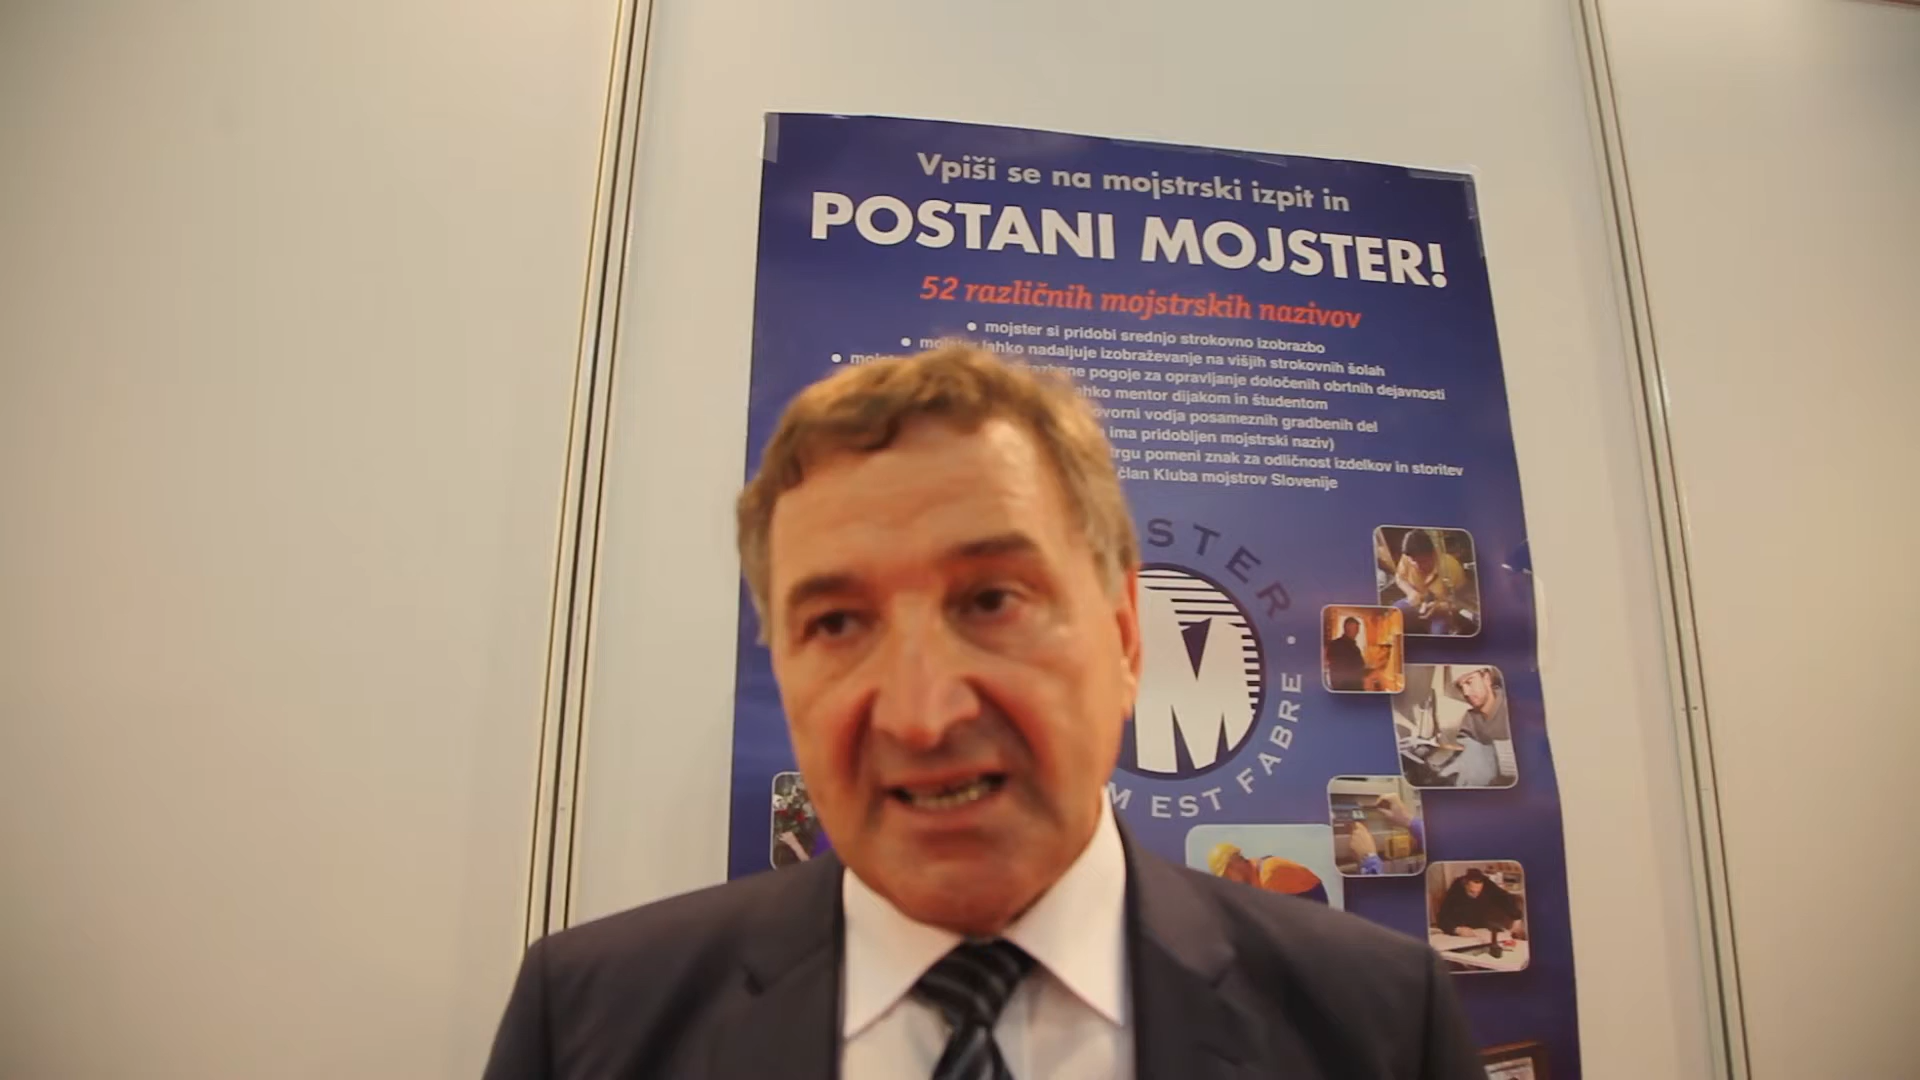 Vpiši se na mojstrski izpit in
POSTANI MOJSTER!
52 različnih mojstrskih nazivov
• mojster si pridobi srednjo strokovno izobrazbo
• mojster lahko nadaljuje izobraževanje na višjih strokovnih šolah
• pogoje za opravljanje določenih obrtnih dejavnosti
mentor dijakom in študentom
vodja posameznih gradbenih del
ima pridobljen mojstrski naziv)
trgu pomeni znak za odličnost izdelkov in storitev
član Kluba mojstrov Slovenije
STER
M
EST FABRE